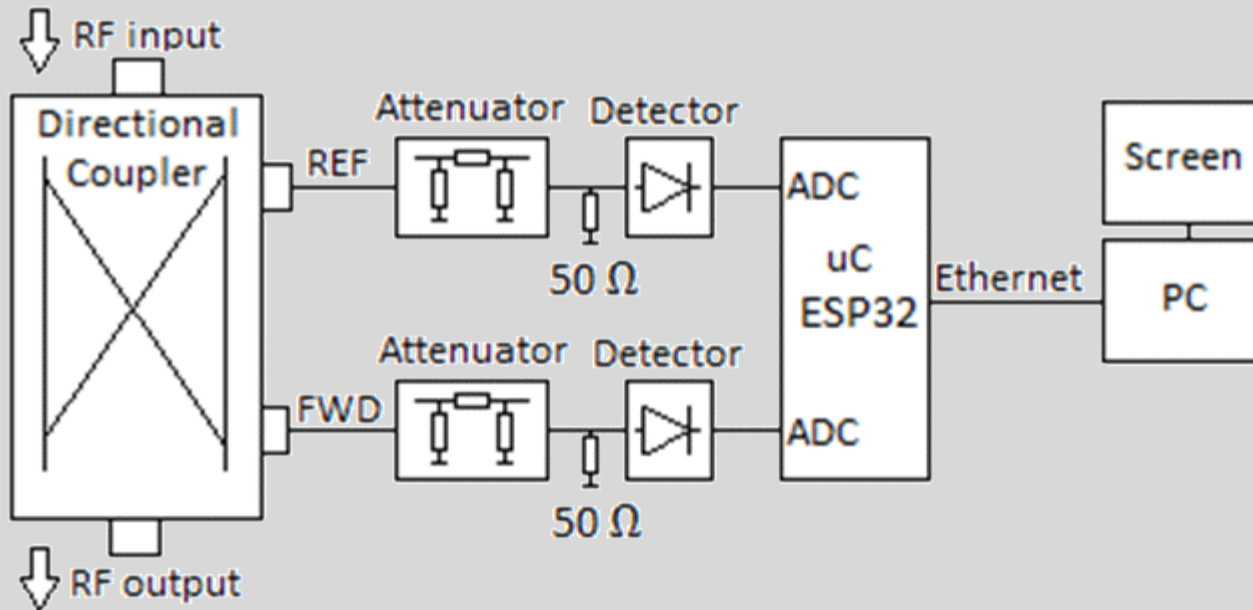 RF input
Directional
Coupler
REF
Attenuator
Detector
50 Ω
FWD
Attenuator
Detector
50 Ω
RF output
ADC
uC
ESP32
ADC
Ethernet
Screen
PC